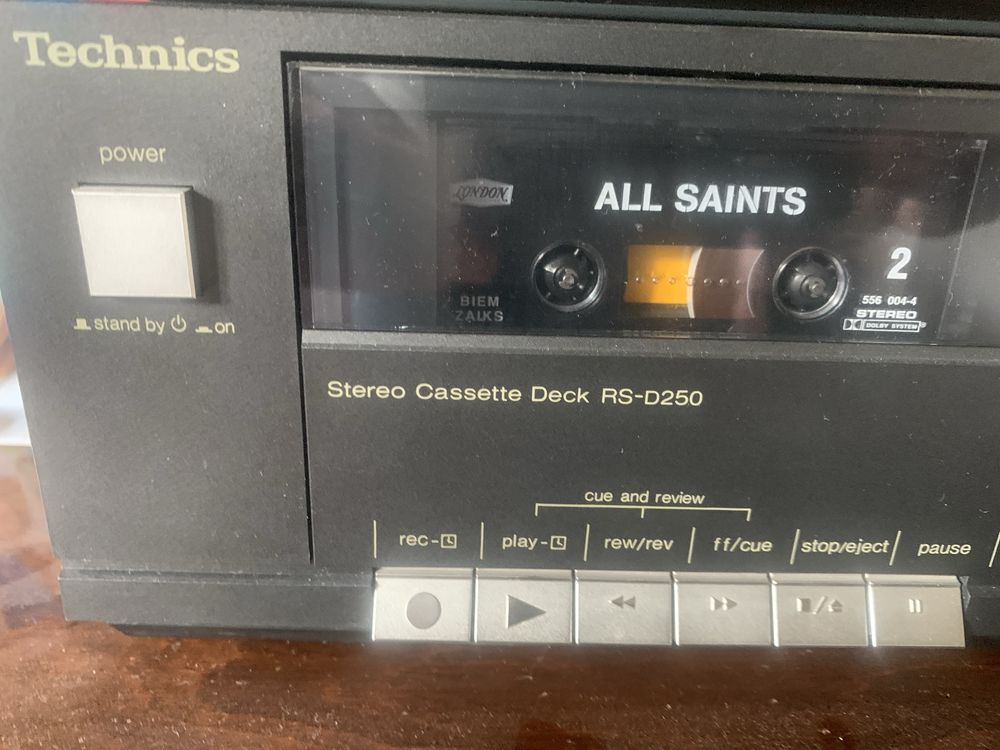 Technics
power
stand by on
LONDON
ALL SAINTS
2
BIEM
ZAIKS
556 004-4
STEREO
DOLBY SYSTEM®
Stereo Cassette Deck RS-D250
cue and review
rec- play- rew/rev ff/cue stop/eject pause